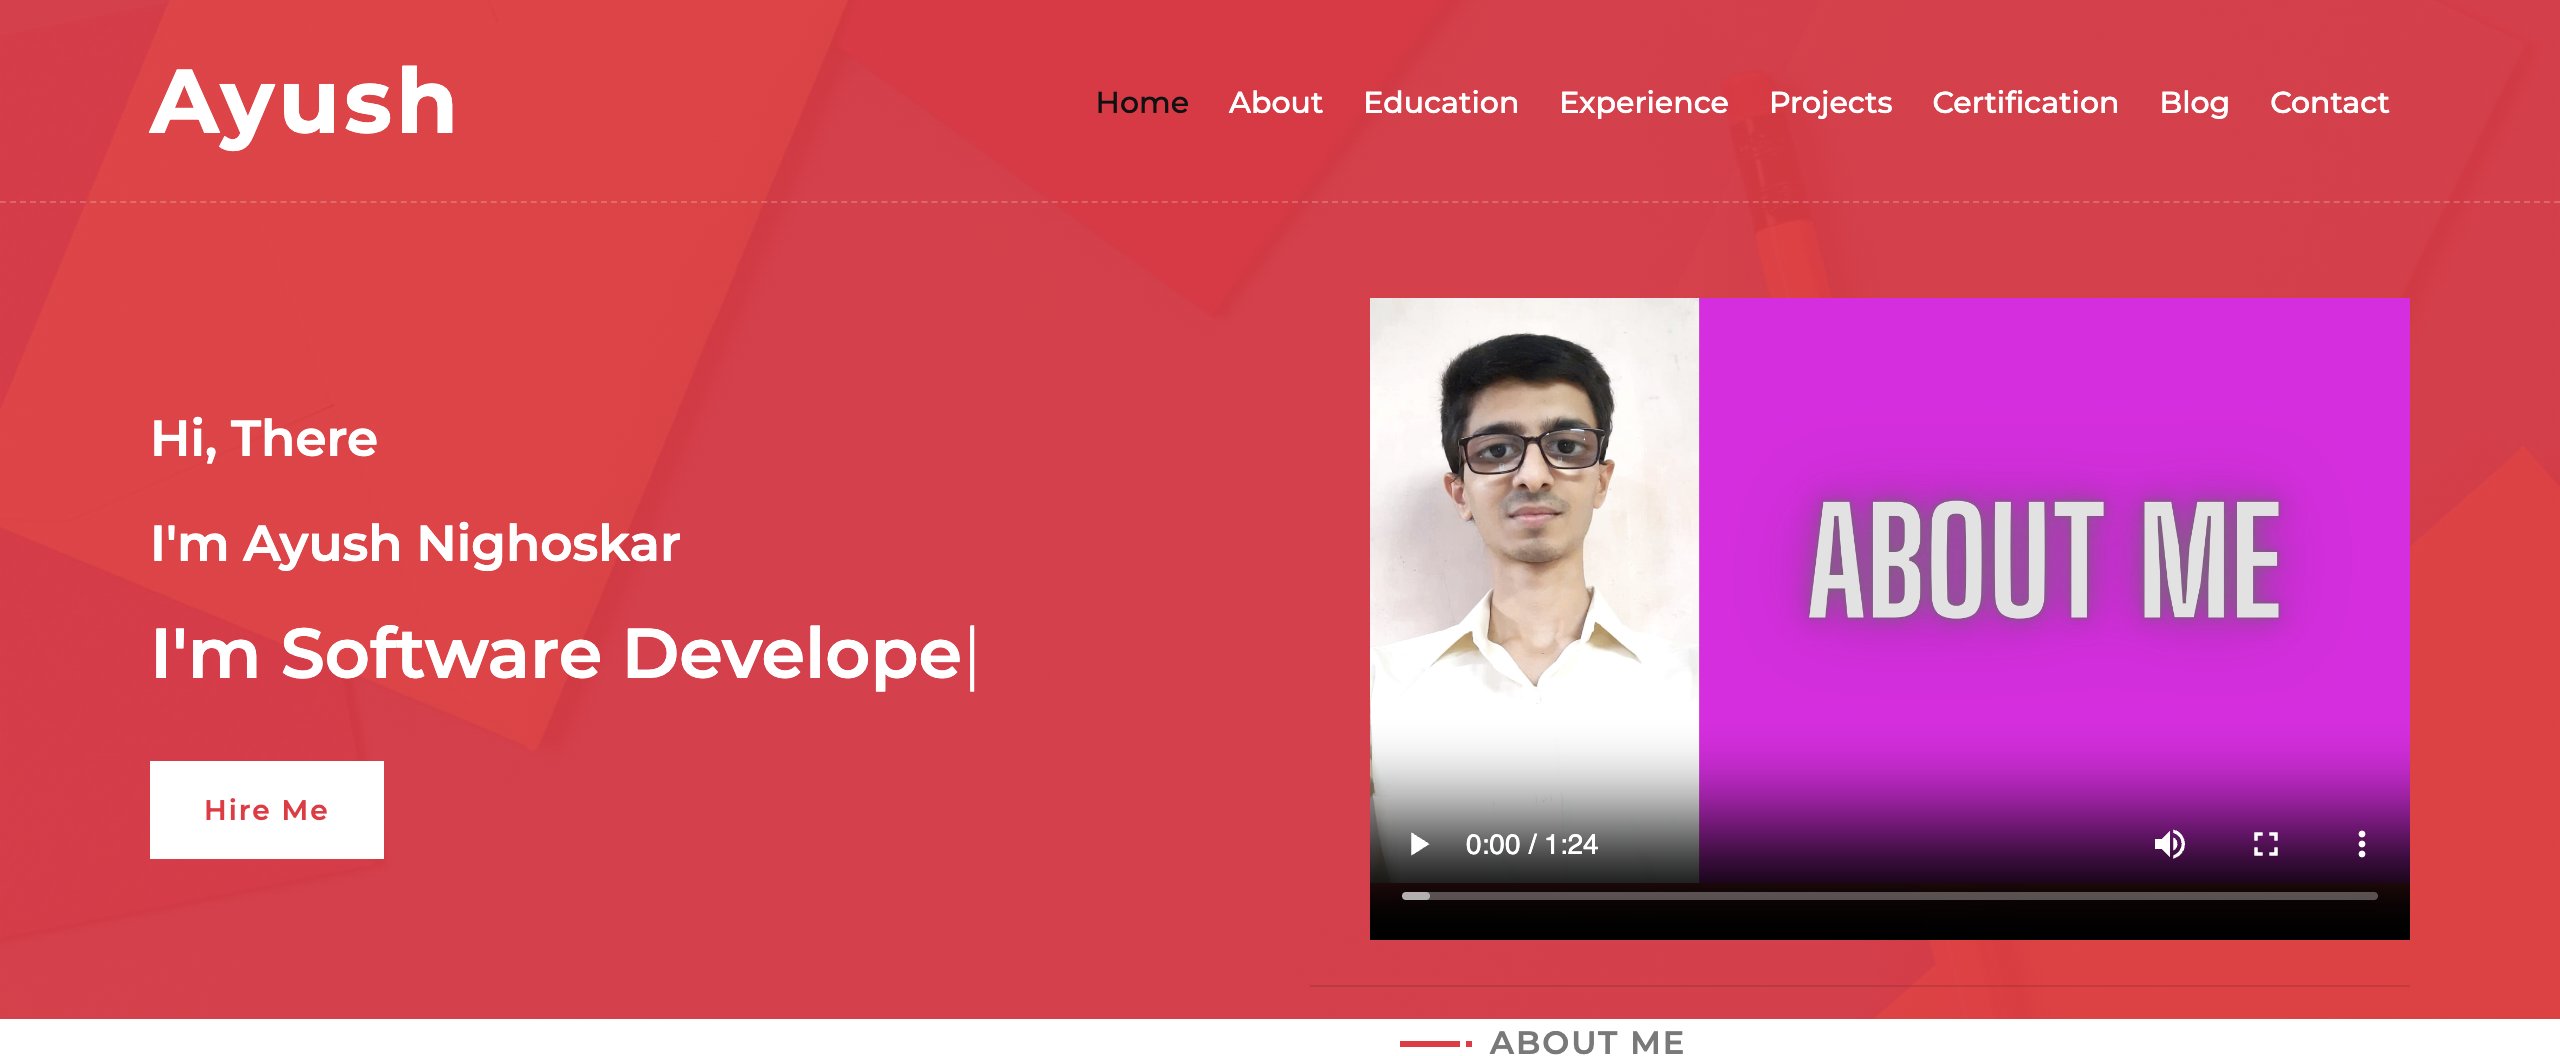 Ayush
Home About Education Experience Projects Certification Blog Contact
Hi, There
I'm Ayush Nighoskar
I'm Software Develope
Hire Me
ABOUT ME
0:00 / 1:24
ABOUT ME